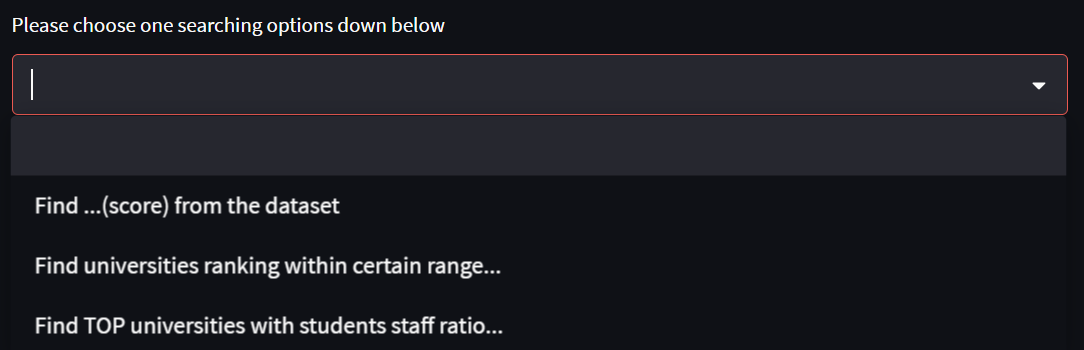 Please choose one searching options down below
Find ...(score) from the dataset
Find universities ranking within certain range...
Find TOP universities with students staff ratio...